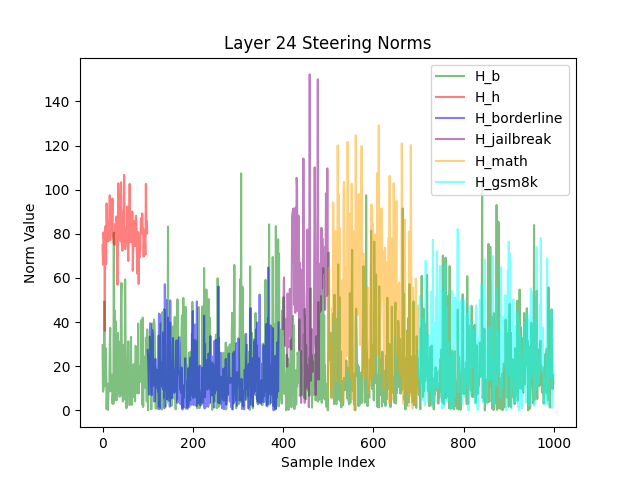 Layer 24 Steering Norms
H_b
H_h
H_borderline
H_jailbreak
H_math
H_gsm8k
Norm Value
140
120
100
80
60
40
20
0
0 200 400 600 800 1000
Sample Index